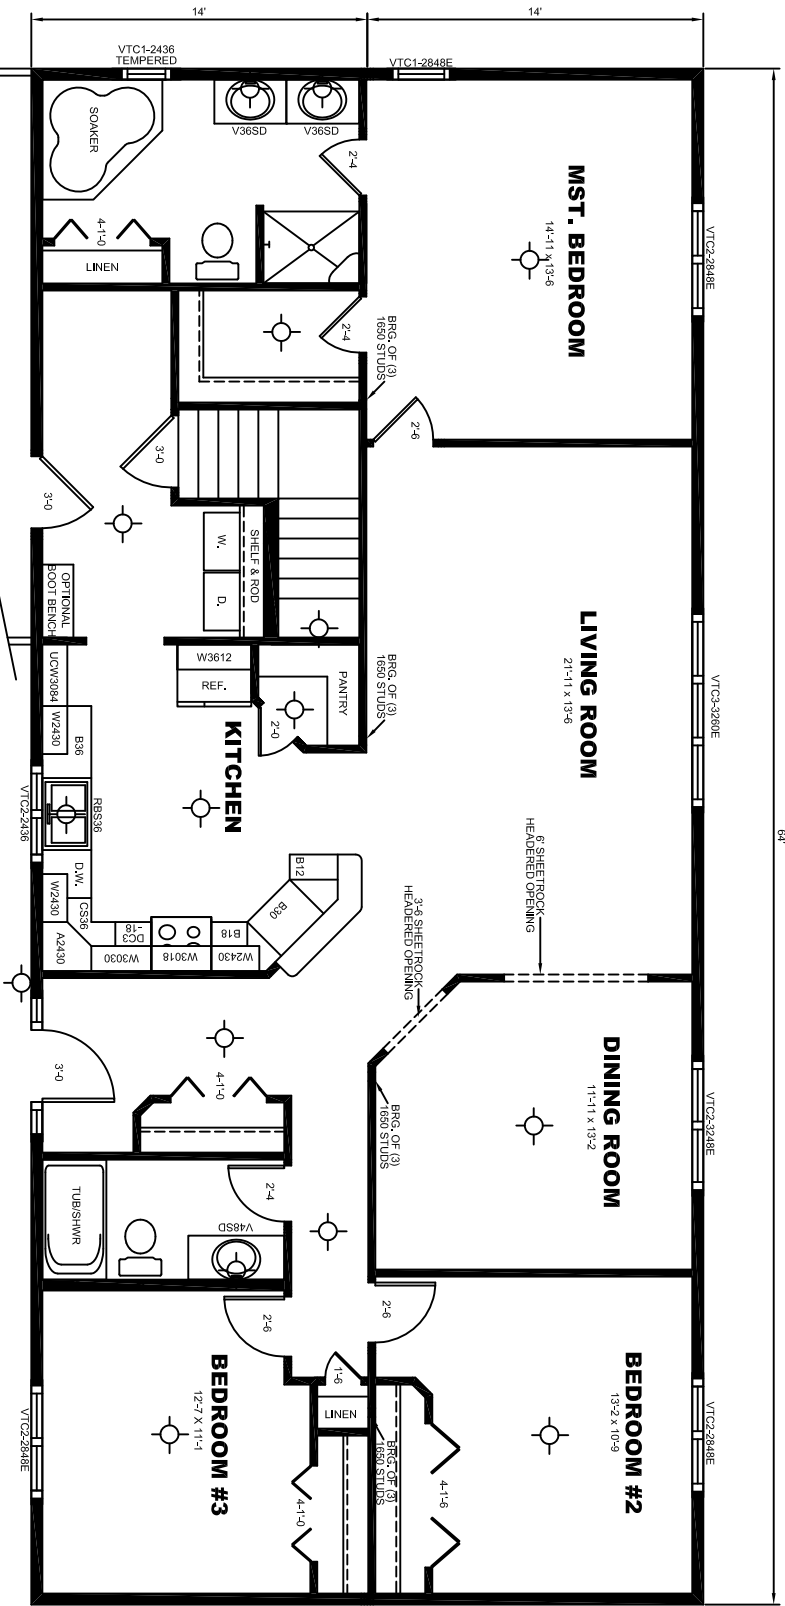 14'
14'
VTC1-2436
TEMPERED
VTC1-2848E
SOAKER
V36SD
V36SD
2'-4
MST. BEDROOM
14'-11 x 13'-6
VTC2-2848E
4-1'-0
LINEN
2'-4
BRG. OF (3)
1650 STUDS
2'-6
3'-0
3'-0
W.
D.
SHELF & ROD
OPTIONAL
BOOT BENCH
LIVING ROOM
21'-11 x 13'-6
VTC3-3260E
64'
W3612
REF.
PANTRY
BRG. OF (3)
1650 STUDS
2'-0
UCW3084
W2430
B36
KITCHEN
RBS36
VTC2-2436
D.W.
W2430
CS36
A2430
DC3
-18
W3030
W3018
B18
W2430
B30
B12
6' SHEETROCK
HEADERED OPENING
3'-6 SHEETROCK
HEADERED OPENING
DINING ROOM
11'-11 x 13'-2
VTC2-3248E
3'-0
4-1'-0
BRG. OF (3)
1650 STUDS
TUB/SHWR
2'-4
V48SD
2'-6
2'-6
1'-6
LINEN
BEDROOM #3
12'-7 X 11'-1
VTC2-2848E
4-1'-0
BRG. OF (3)
1650 STUDS
4-1'-6
BEDROOM #2
13'-2 x 10'-9
VTC2-2848E